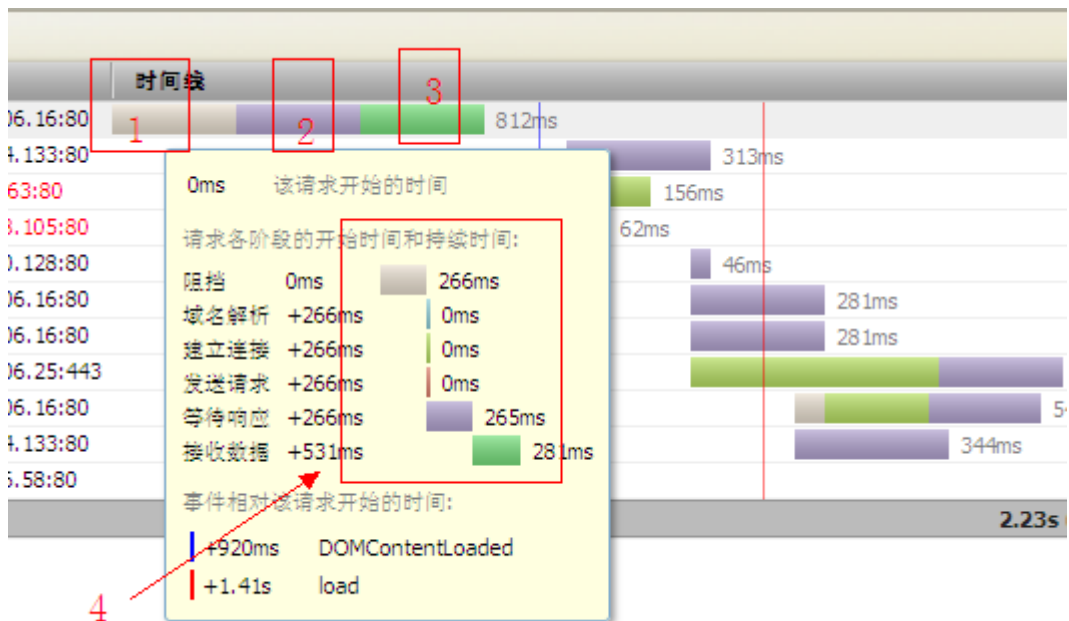 时间线
06.16:80 1 2 3 812ms
4.133:80 313ms
63:80 156ms
3.105:80 62ms
0.128:80 46ms
06.16:80 281ms
06.16:80 281ms
06.25:443
06.16:80 54
4.133:80 344ms
5.58:80
2.23s
0ms 该请求开始的时间
请求各阶段的开始时间和持续时间:
阻挡 0ms 266ms
域名解析 +266ms 0ms
建立连接 +266ms 0ms
发送请求 +266ms 0ms
等待响应 +266ms 265ms
接收数据 +531ms 281ms
事件相对该请求开始的时间:
+920ms DOMContentLoaded
+1.41s load
4